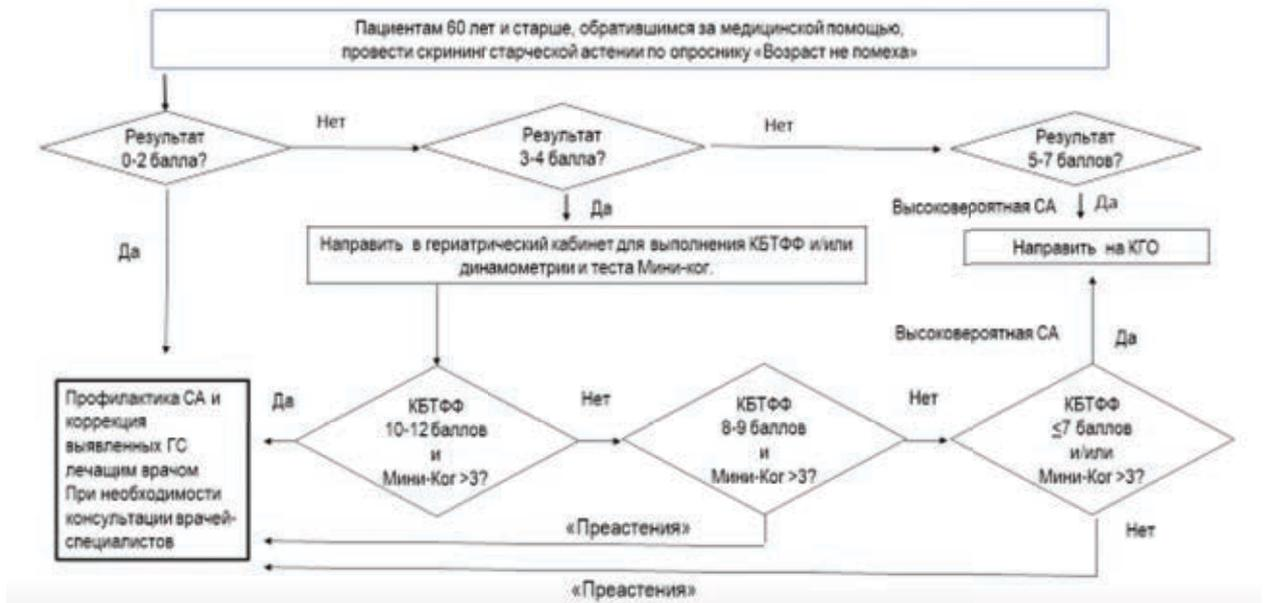 Пациентам 60 лет и старше, обратившимся за медицинской помощью,
провести скрининг старческой астении по опроснику «Возраст не помеха»
Результат
0-2 балла?
Нет
Результат
3-4 балла?
Нет
Результат
5-7 баллов?
Да
Да
Высоковероятная СА
Да
Направить в гериатрический кабинет для выполнения КБТФФ и/или
динамометрии и теста Мини-ког.
Направить на КГО
Высоковероятная СА
Да
Профилактика СА и
коррекция
выявленных ГС
лечащим врачом
При необходимости
консультации врачей-
специалистов
Да
КБТФФ
10-12 баллов
и
Мини-Ког >3?
Нет
КБТФФ
8-9 баллов
и
Мини-Ког >3?
Нет
КБТФФ
≤7 баллов
и/или
Мини-Ког >3?
«Преастения»
Нет
«Преастения»